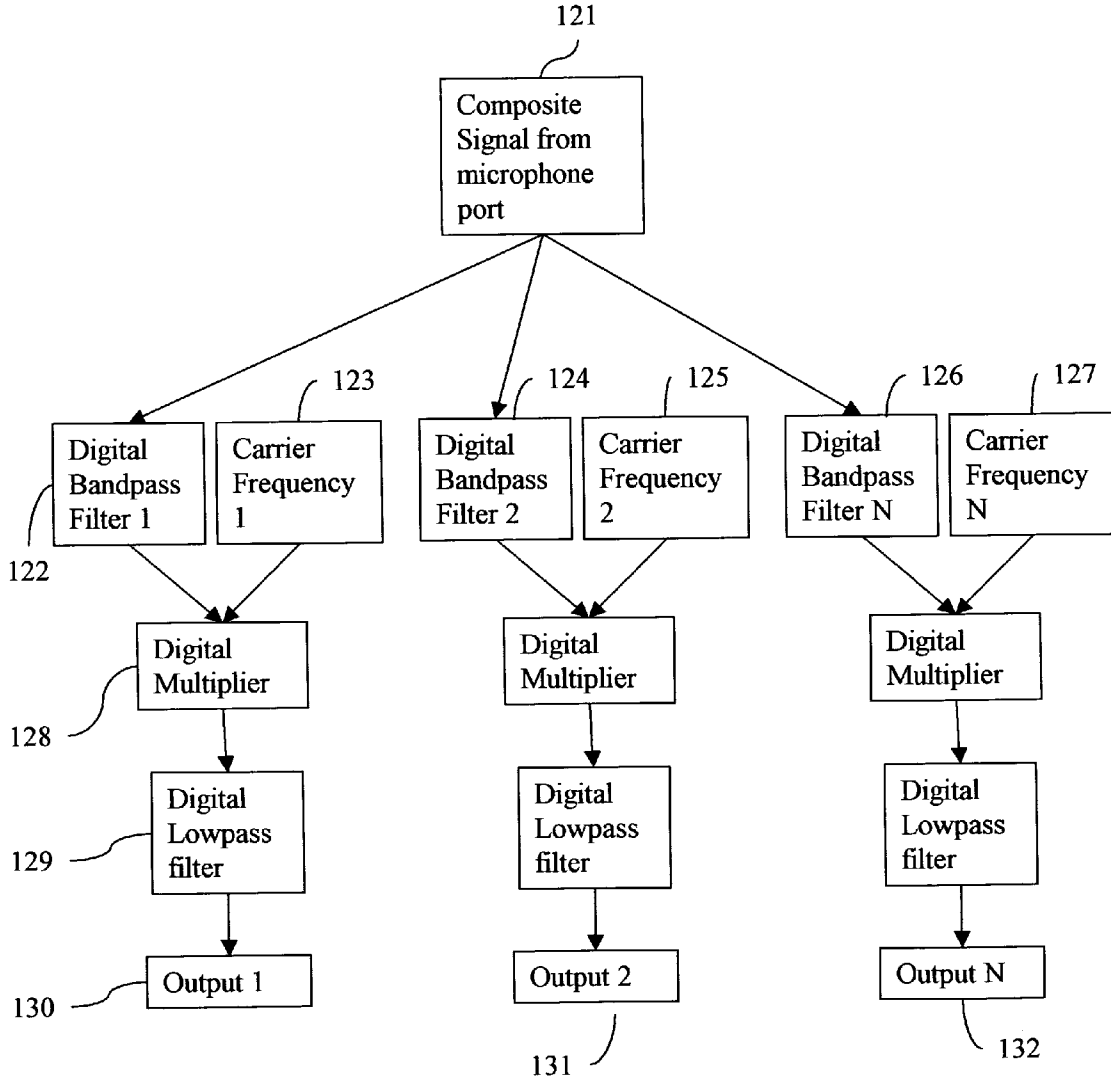 121
Composite
Signal from
microphone
port
123
124
125
126
127
Digital
Bandpass
Filter 1
Carrier
Frequency
1
Digital
Bandpass
Filter 2
Carrier
Frequency
2
Digital
Bandpass
Filter N
Carrier
Frequency
N
122
Digital
Multiplier
Digital
Multiplier
Digital
Multiplier
128
Digital
Lowpass
filter
Digital
Lowpass
filter
Digital
Lowpass
filter
129
Output 1
Output 2
Output N
130
131
132